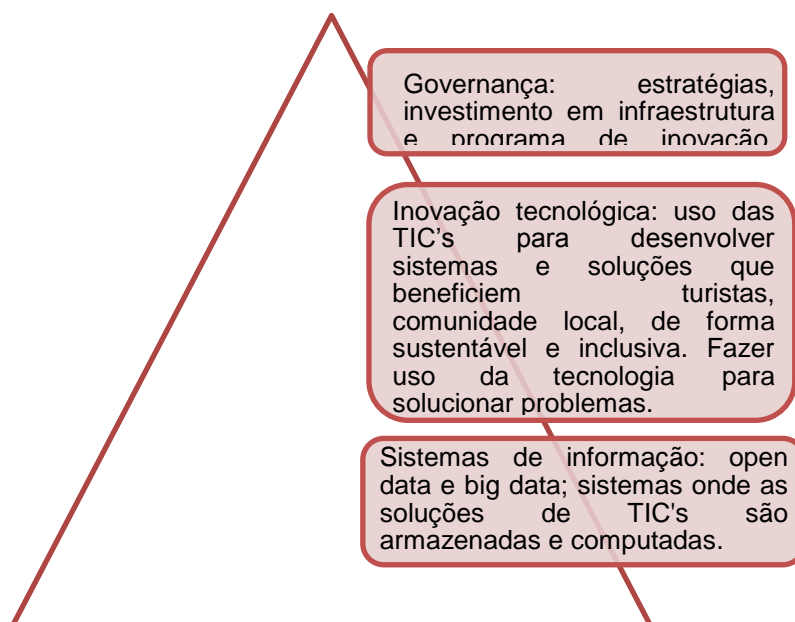 Governança: estratégias,
investimento em infraestrutura
e programa de inovação
Inovação tecnológica: uso das
TIC’s para desenvolver
sistemas e soluções que
beneficiem turistas,
comunidade local, de forma
sustentável e inclusiva. Fazer
uso da tecnologia para
solucionar problemas.
Sistemas de informação: open
data e big data; sistemas onde as
soluções de TIC's são
armazenadas e computadas.